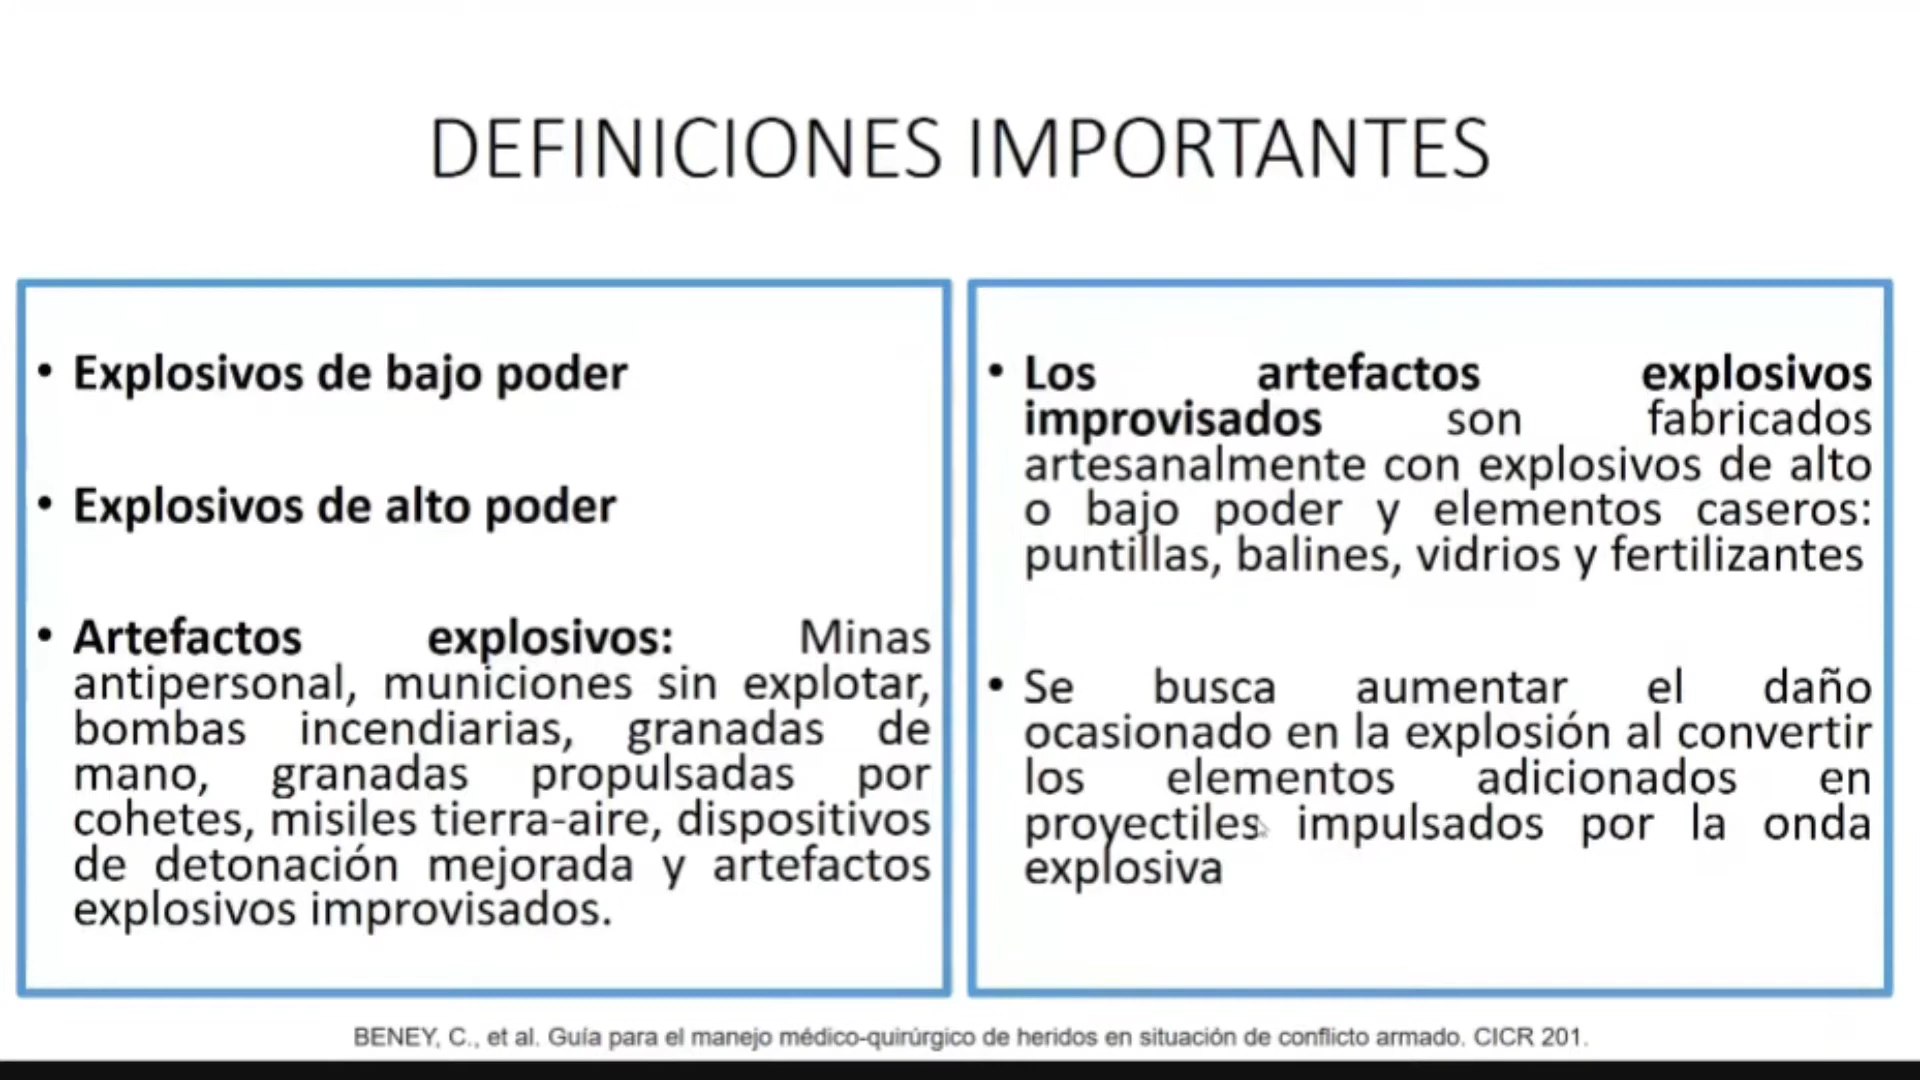 DEFINICIONES IMPORTANTES
• Explosivos de bajo poder
• Explosivos de alto poder
• Artefactos explosivos: Minas
antipersonal, municiones sin explotar,
bombas incendiarias, granadas de
mano, granadas propulsadas por
cohetes, misiles tierra-aire, dispositivos
de detonación mejorada y artefactos
explosivos improvisados.
• Los artefactos explosivos
improvisados son fabricados
artesanalmente con explosivos de alto
o bajo poder y elementos caseros:
puntillas, balines, vidrios y fertilizantes
• Se busca aumentar el daño
ocasionado en la explosión al convertir
los elementos adicionados en
proyectiles impulsados por la onda
explosiva
BENEY, C., et al. Guía para el manejo médico-quirúrgico de heridos en situación de conflicto armado. CICR 201.